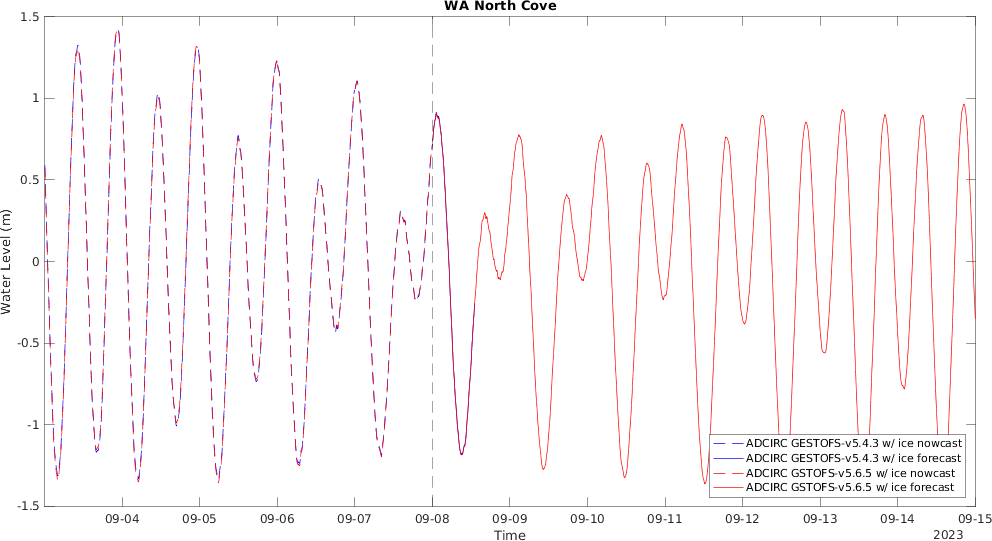 WA North Cove
1.5
1
0.5
0
-0.5
-1
-1.5
Water Level (m)
ADCIRC GESTOFS-v5.4.3 w/ ice nowcast
ADCIRC GESTOFS-v5.4.3 w/ ice forecast
ADCIRC GSTOFS-v5.6.5 w/ ice nowcast
ADCIRC GSTOFS-v5.6.5 w/ ice forecast
09-04 09-05 09-06 09-07 09-08 09-09 09-10 09-11 09-12 09-13 09-14 09-15
Time
2023